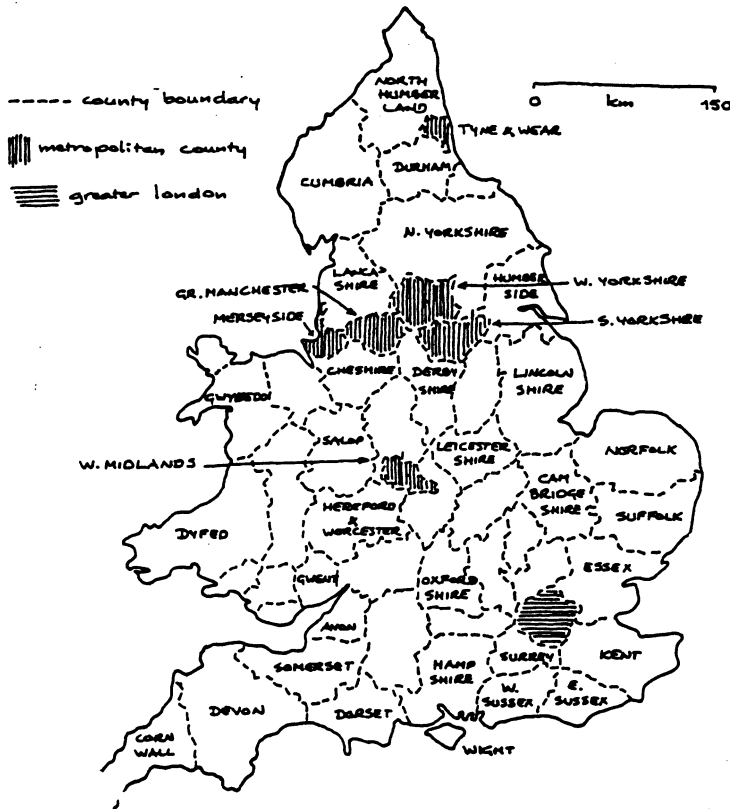 county boundary
metropolitan county
greater london
0 km 150
NORTH
HUMBER
LAND
TYNE & WEAR
DURHAM
CUMBRIA
N. YORKSHIRE
LANCA
SHIRE
HUMBER
SIDE
W. YORKSHIRE
GR. MANCHESTER
MERSEYSIDE
S. YORKSHIRE
CHESHIRE
DERBY
SHIRE
LINCOLN
SHIRE
GWYNEDD
SALOP
LEICESTER
SHIRE
NORFOLK
W. MIDLANDS
CAM
BRIDGE
SHIRE
SUFFOLK
HEREFORD
&
WORCESTER
DYFED
GWENT
OXFORD
SHIRE
ESSEX
AVON
SOMERSET
HAMP
SHIRE
SURREY
KENT
W.
SUSSEX
E.
SUSSEX
DEVON
DORSET
CORN
WALL
WIGHT